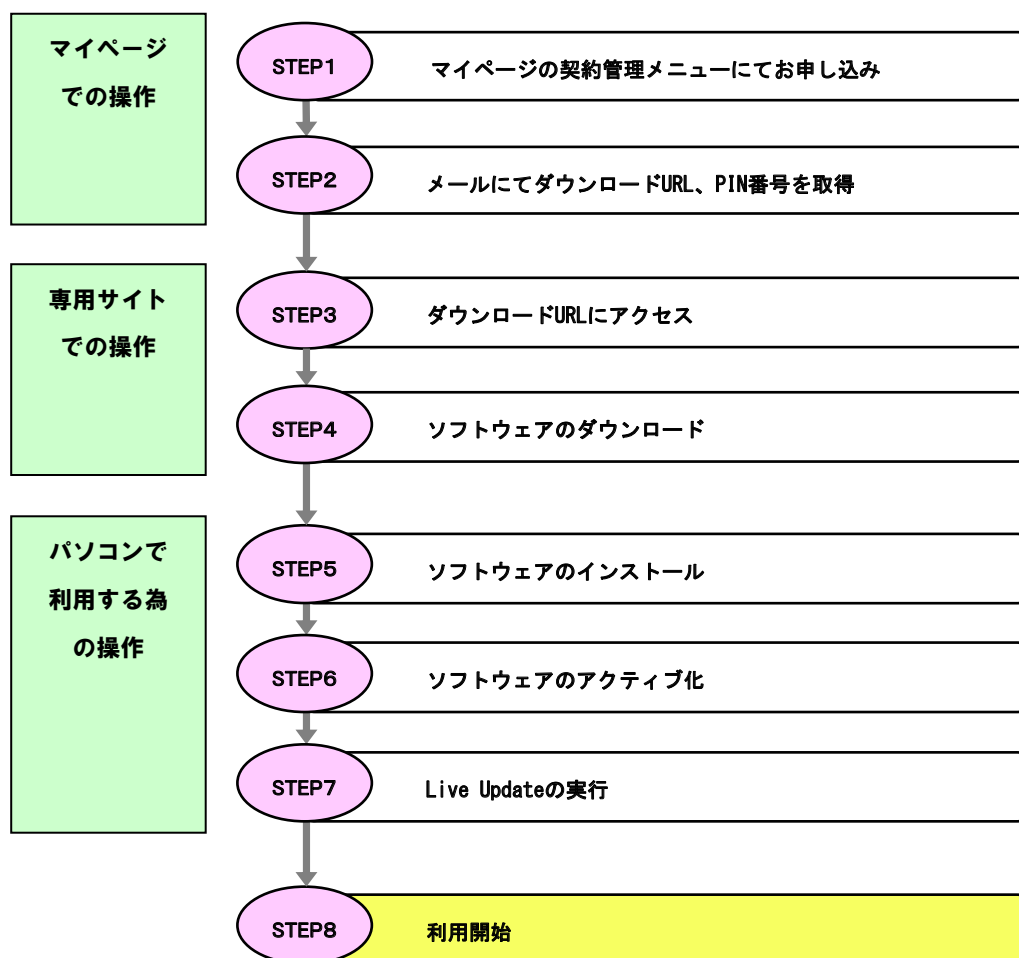 マイページ
での操作
STEP1
マイページの契約管理メニューにてお申し込み
STEP2
メールにてダウンロードURL、PIN番号を取得
専用サイト
での操作
STEP3
ダウンロードURLにアクセス
STEP4
ソフトウェアのダウンロード
パソコンで
利用する為
の操作
STEP5
ソフトウェアのインストール
STEP6
ソフトウェアのアクティブ化
STEP7
Live Updateの実行
STEP8
利用開始